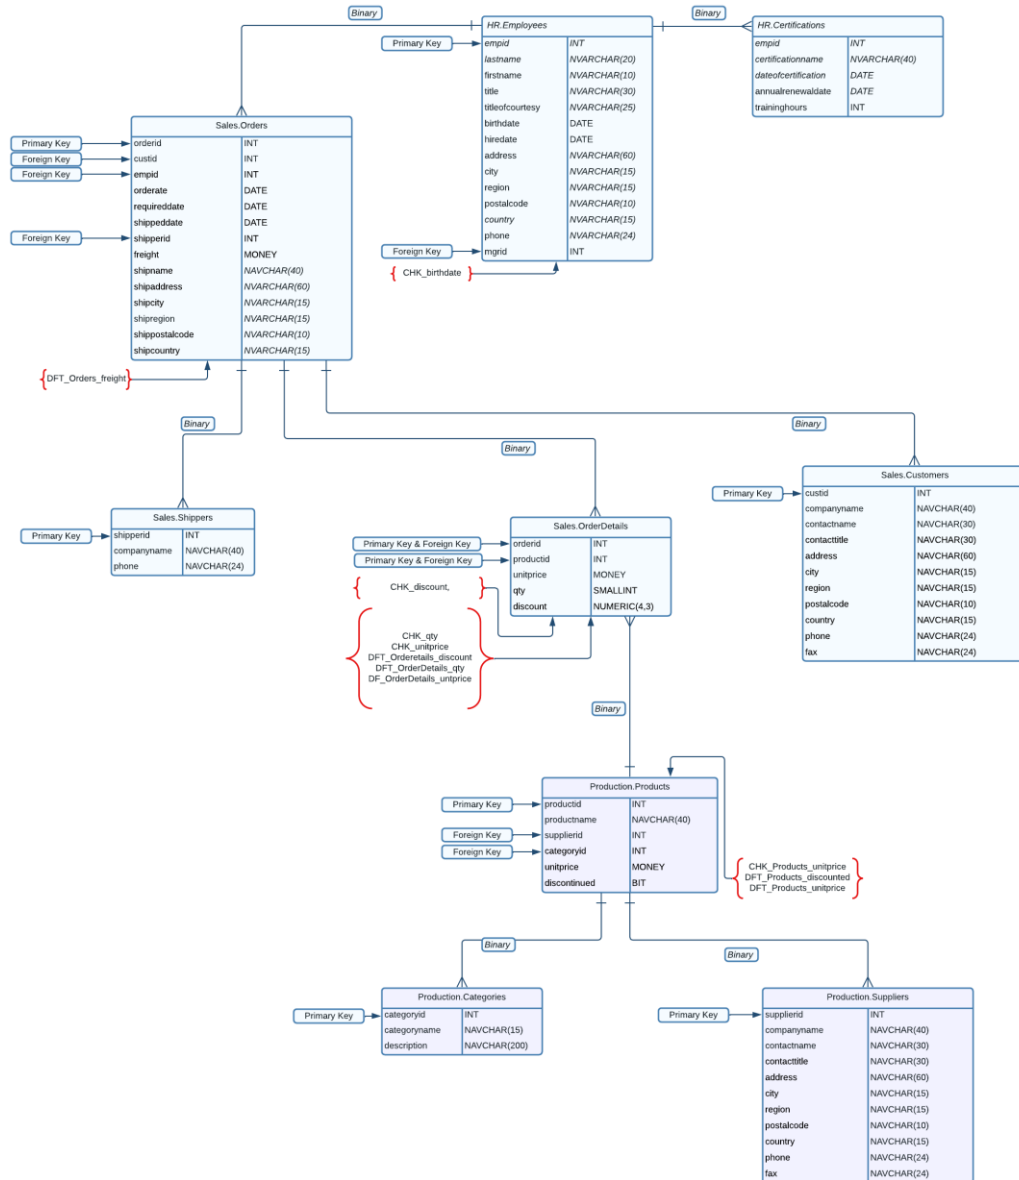 Binary
HR.Employees
Binary
HR.Certifications
Primary Key
empid INT
lastname NVARCHAR(20)
firstname NVARCHAR(10)
title NVARCHAR(30)
titleofcourtesy NVARCHAR(25)
birthdate DATE
hiredate DATE
address NVARCHAR(60)
city NVARCHAR(15)
region NVARCHAR(15)
postalcode NVARCHAR(10)
country NVARCHAR(15)
phone NVARCHAR(24)
Foreign Key
mgrid INT
CHK_birthdate
empid INT
certificationname NVARCHAR(40)
dateofcertification DATE
annualrenewaldate DATE
traininghours INT
Sales.Orders
Primary Key
orderid INT
Foreign Key
custid INT
Foreign Key
empid INT
orderate DATE
requireddate DATE
shippeddate DATE
Foreign Key
shipperid INT
freight MONEY
shipname NAVCHAR(40)
shipaddress NVARCHAR(60)
shipcity NVARCHAR(15)
shipregion NVARCHAR(15)
shippostalcode NVARCHAR(10)
shipcountry NVARCHAR(15)
DFT_Orders_freight
Binary
Binary
Binary
Sales.Shippers
Primary Key
shipperid INT
companyname NAVCHAR(40)
phone NAVCHAR(24)
Sales.OrderDetails
Primary Key & Foreign Key
orderid INT
Primary Key & Foreign Key
productid INT
unitprice MONEY
qty SMALLINT
discount NUMERIC(4,3)
CHK_discount,
CHK_qty
CHK_unitprice
DFT_Orderetails_discount
DFT_OrderDetails_qty
DF_OrderDetails_untprice
Sales.Customers
Primary Key
custid INT
companyname NAVCHAR(40)
contactname NAVCHAR(30)
contacttitle NAVCHAR(30)
address NAVCHAR(60)
city NAVCHAR(15)
region NAVCHAR(15)
postalcode NAVCHAR(10)
country NAVCHAR(15)
phone NAVCHAR(24)
fax NAVCHAR(24)
Binary
Production.Products
Primary Key
productid INT
productname NAVCHAR(40)
Foreign Key
supplierid INT
Foreign Key
categoryid INT
unitprice MONEY
discontinued BIT
CHK_Products_unitprice
DFT_Products_discounted
DFT_Products_unitprice
Binary
Binary
Production.Categories
Primary Key
categoryid INT
categoryname NAVCHAR(15)
description NAVCHAR(200)
Production.Suppliers
Primary Key
supplierid INT
companyname NAVCHAR(40)
contactname NAVCHAR(30)
contacttitle NAVCHAR(30)
address NAVCHAR(60)
city NAVCHAR(15)
region NAVCHAR(15)
postalcode NAVCHAR(10)
country NAVCHAR(15)
phone NAVCHAR(24)
fax NAVCHAR(24)